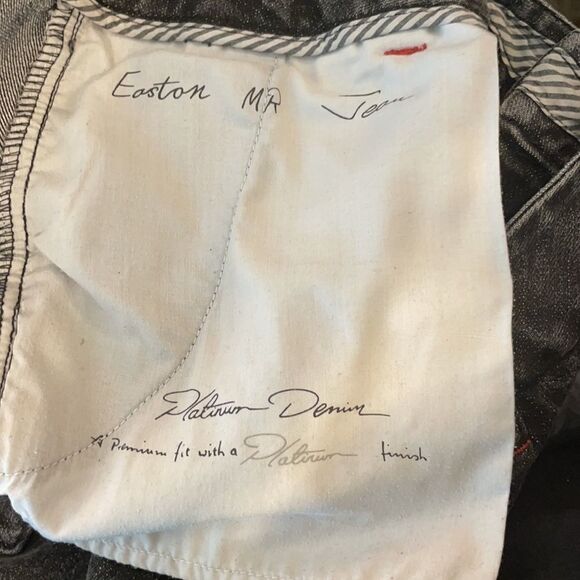 Easton MR Jean
Platinum Denim
A Premium fit with a Platinum finish